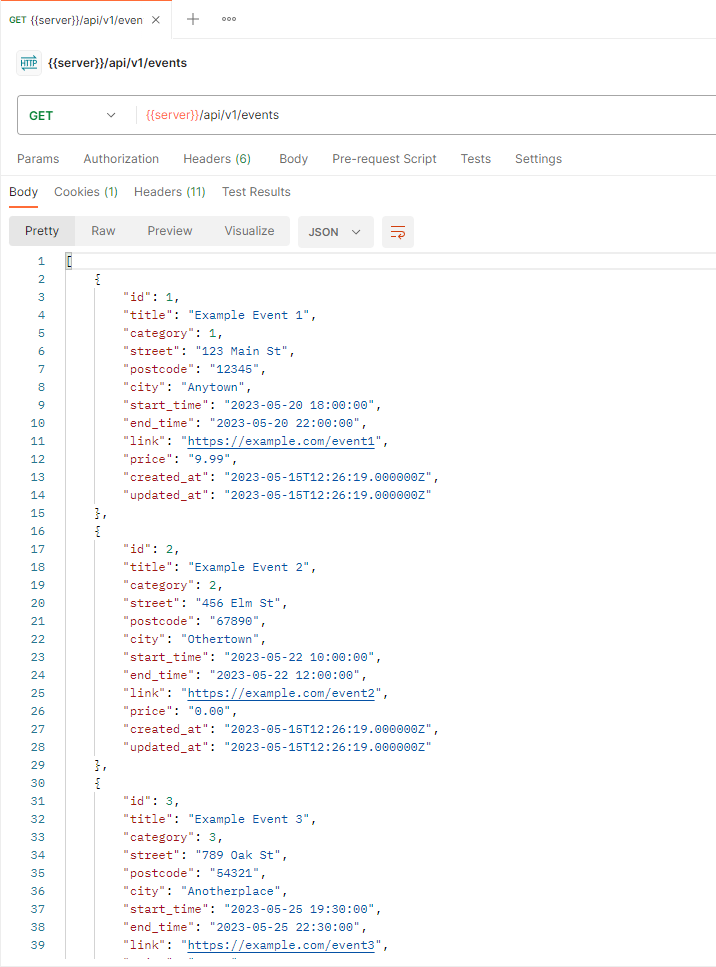 GET {{server}}/api/v1/even
HTTP {{server}}/api/v1/events
GET {{server}}/api/v1/events
Params Authorization Headers (6) Body Pre-request Script Tests Settings
Body Cookies (1) Headers (11) Test Results
Pretty Raw Preview Visualize JSON
1 [
2 {
3 "id": 1,
4 "title": "Example Event 1",
5 "category": 1,
6 "street": "123 Main St",
7 "postcode": "12345",
8 "city": "Anytown",
9 "start_time": "2023-05-20 18:00:00",
10 "end_time": "2023-05-20 22:00:00",
11 "link": "https://example.com/event1",
12 "price": "9.99",
13 "created_at": "2023-05-15T12:26:19.000000Z",
14 "updated_at": "2023-05-15T12:26:19.000000Z"
15 },
16 {
17 "id": 2,
18 "title": "Example Event 2",
19 "category": 2,
20 "street": "456 Elm St",
21 "postcode": "67890",
22 "city": "Othertown",
23 "start_time": "2023-05-22 10:00:00",
24 "end_time": "2023-05-22 12:00:00",
25 "link": "https://example.com/event2",
26 "price": "0.00",
27 "created_at": "2023-05-15T12:26:19.000000Z",
28 "updated_at": "2023-05-15T12:26:19.000000Z"
29 },
30 {
31 "id": 3,
32 "title": "Example Event 3",
33 "category": 3,
34 "street": "789 Oak St",
35 "postcode": "54321",
36 "city": "Anotherplace",
37 "start_time": "2023-05-25 19:30:00",
38 "end_time": "2023-05-25 22:30:00",
39 "link": "https://example.com/event3",